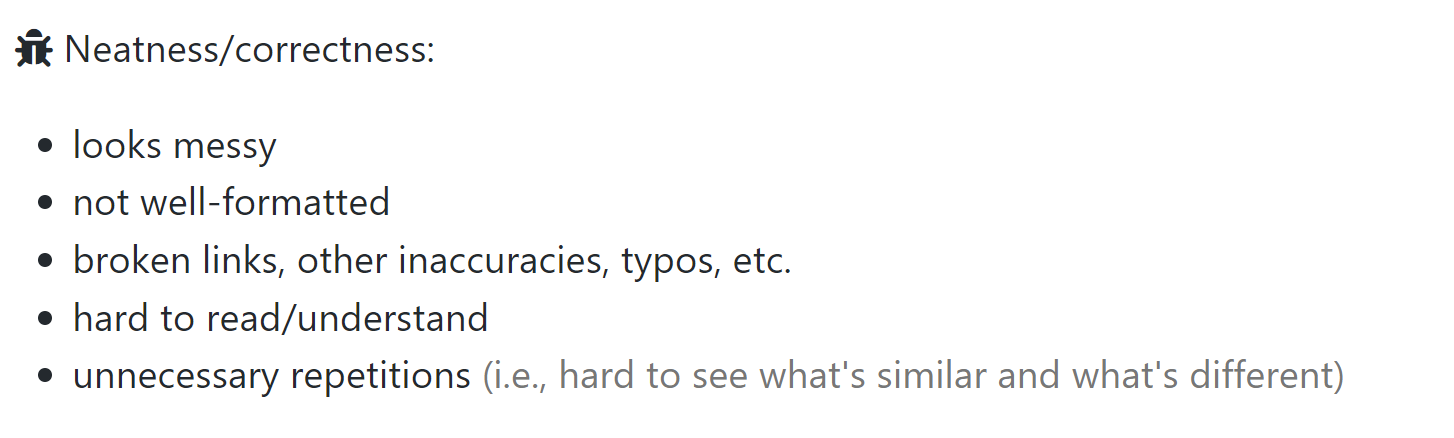 Neatness/correctness:
• looks messy
• not well-formatted
• broken links, other inaccuracies, typos, etc.
• hard to read/understand
• unnecessary repetitions (i.e., hard to see what's similar and what's different)